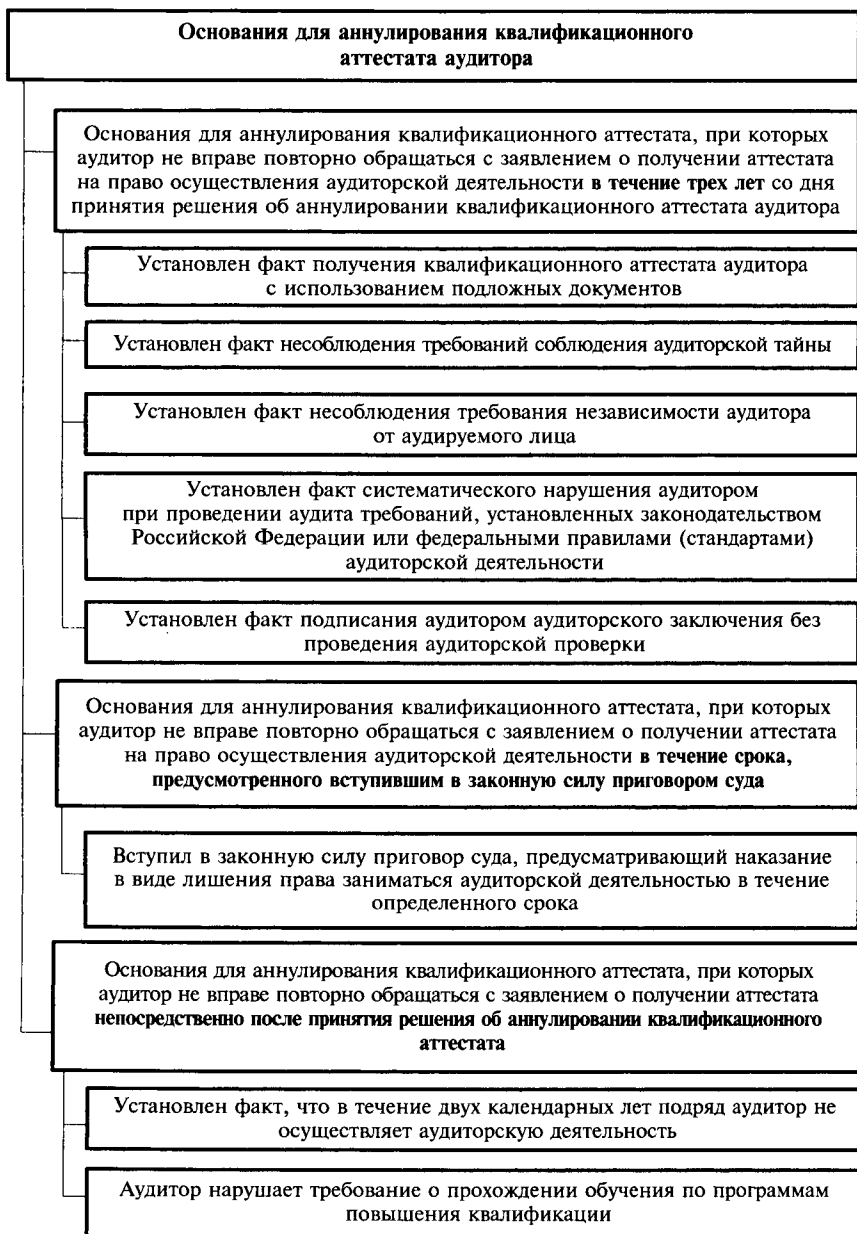 Основания для аннулирования квалификационного
аттестата аудитора
Основания для аннулирования квалификационного аттестата, при которых
аудитор не вправе повторно обращаться с заявлением о получении аттестата
на право осуществления аудиторской деятельности в течение трех лет со дня
принятия решения об аннулировании квалификационного аттестата аудитора
Установлен факт получения квалификационного аттестата аудитора
с использованием подложных документов
Установлен факт несоблюдения требований соблюдения аудиторской тайны
Установлен факт несоблюдения требования независимости аудитора
от аудируемого лица
Установлен факт систематического нарушения аудитором
при проведении аудита требований, установленных законодательством
Российской Федерации или федеральными правилами (стандартами)
аудиторской деятельности
Установлен факт подписания аудитором аудиторского заключения без
проведения аудиторской проверки
Основания для аннулирования квалификационного аттестата, при которых
аудитор не вправе повторно обращаться с заявлением о получении аттестата
на право осуществления аудиторской деятельности в течение срока,
предусмотренного вступившим в законную силу приговором суда
Вступил в законную силу приговор суда, предусматривающий наказание
в виде лишения права заниматься аудиторской деятельностью в течение
определенного срока
Основания для аннулирования квалификационного аттестата, при которых
аудитор не вправе повторно обращаться с заявлением о получении аттестата
непосредственно после принятия решения об аннулировании квалификационного
аттестата
Установлен факт, что в течение двух календарных лет подряд аудитор не
осуществляет аудиторскую деятельность
Аудитор нарушает требование о прохождении обучения по программам
повышения квалификации